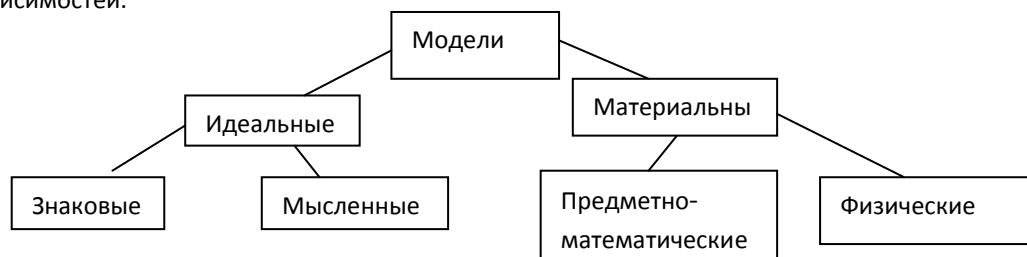 исимостей.
Модели
Идеальные
Материальны
Знаковые
Мысленные
Предметно-
математические
Физические